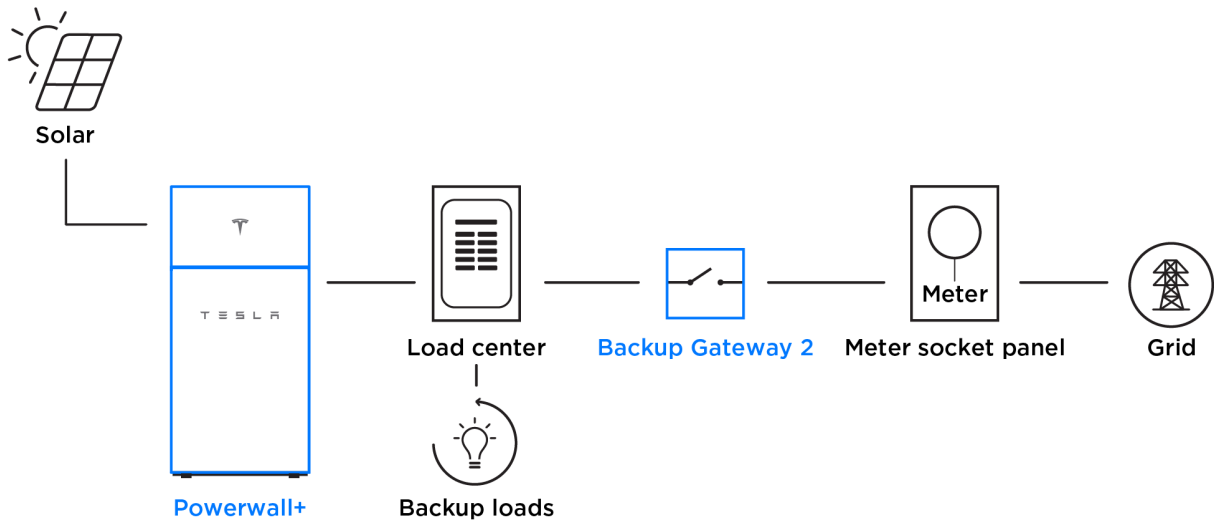 Solar
TESLA
Meter
Load center
Backup Gateway 2
Meter socket panel
Grid
Powerwall+
Backup loads